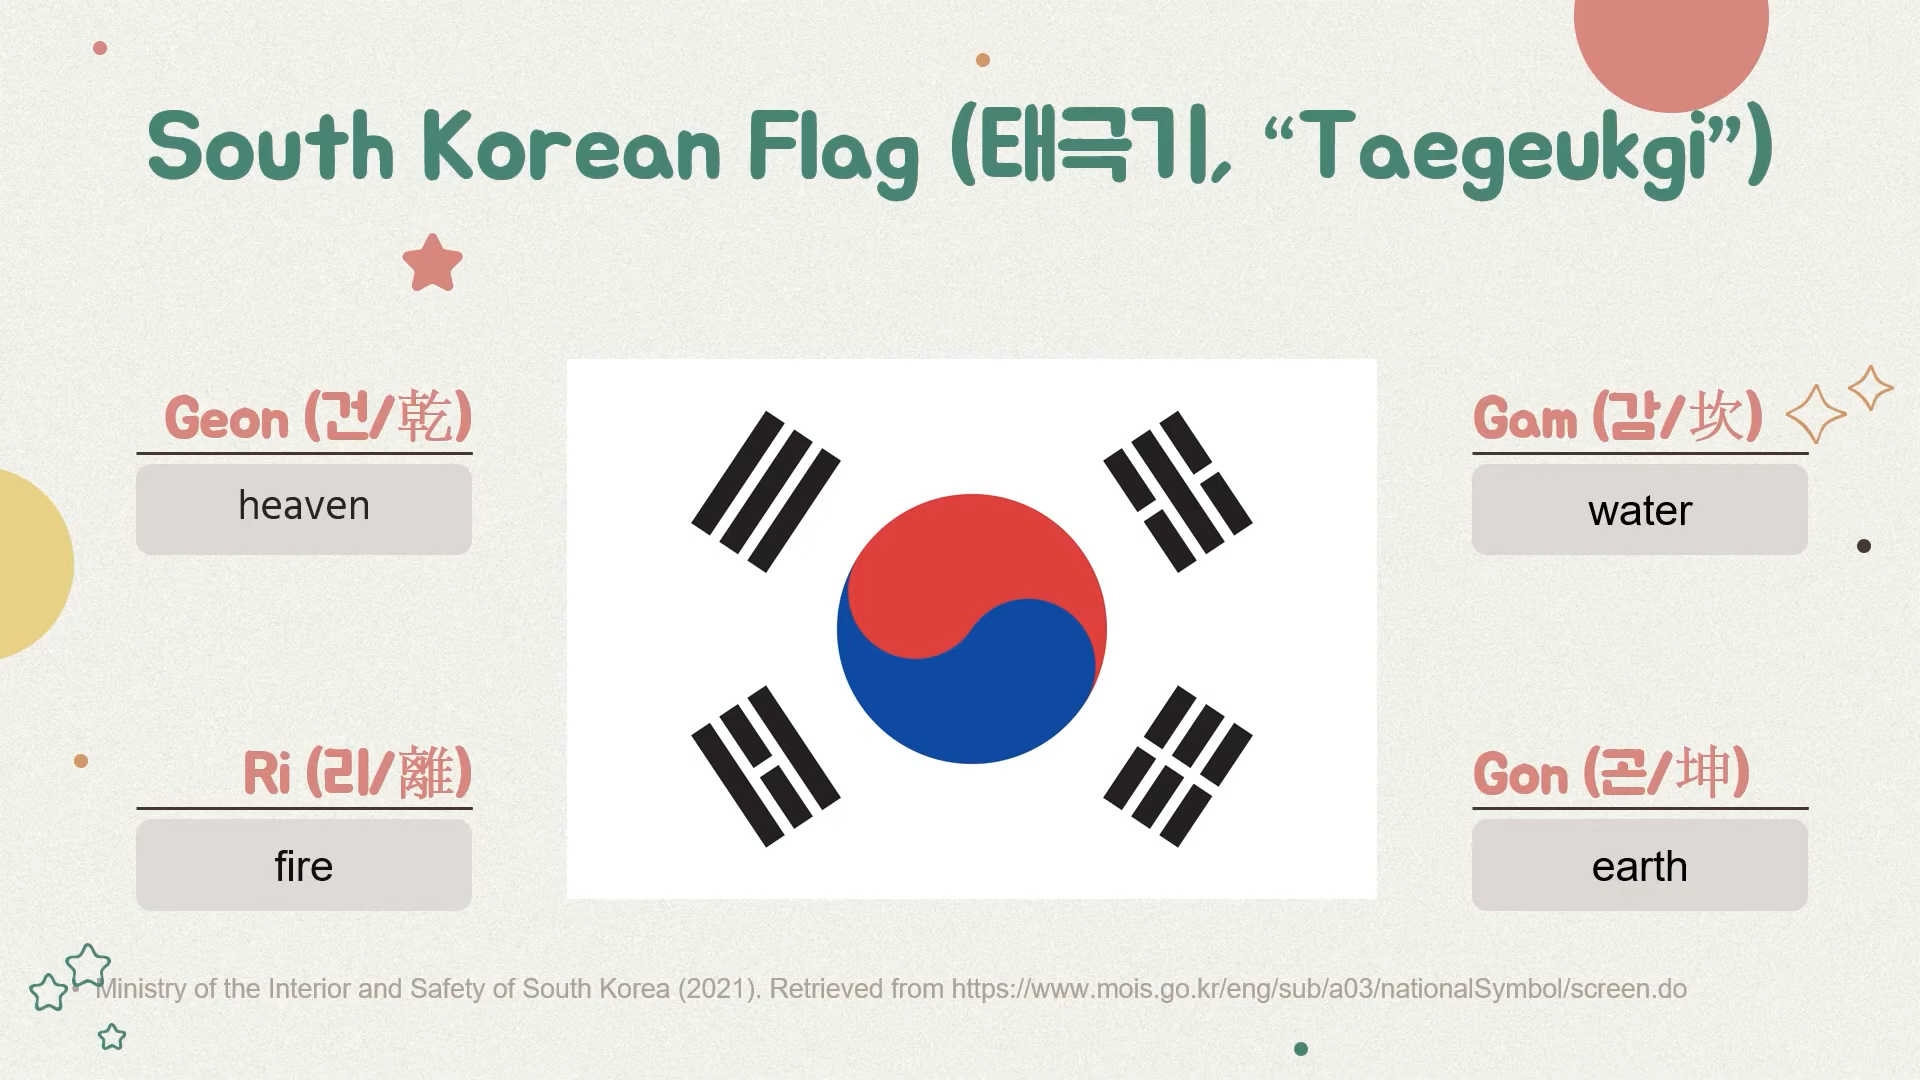 South Korean Flag (태극기, “Taegeukgi”)
Geon (건/乾)
heaven
Gam (감/坎)
water
Ri (리/離)
fire
Gon (곤/坤)
earth
• Ministry of the Interior and Safety of South Korea (2021). Retrieved from https://www.mois.go.kr/eng/sub/a03/nationalSymbol/screen.do